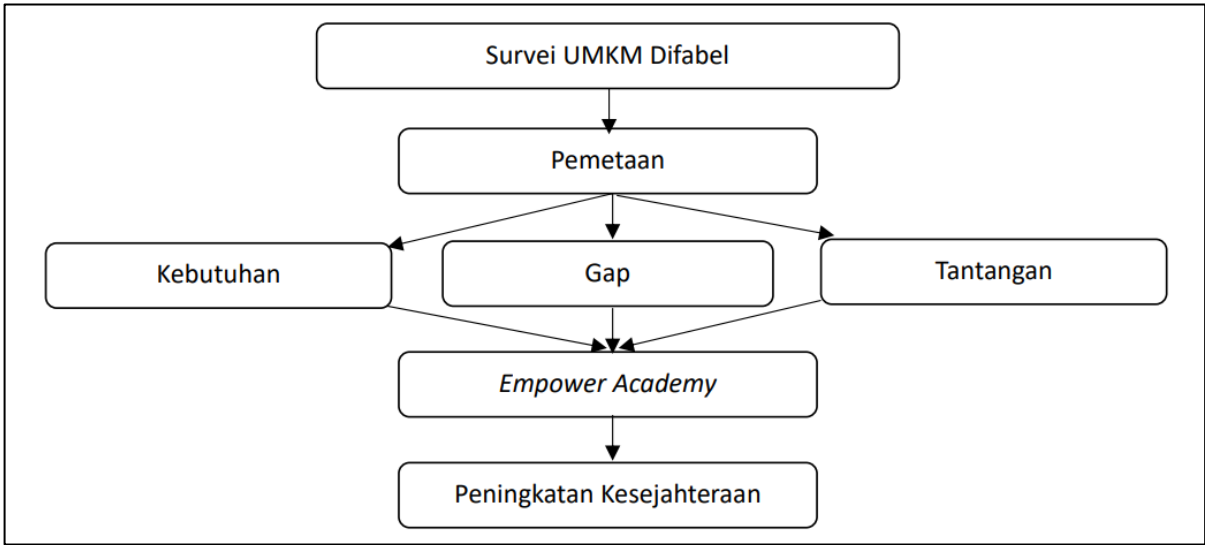 Survei UMKM Difabel
Pemetaan
Kebutuhan
Gap
Tantangan
Empower Academy
Peningkatan Kesejahteraan